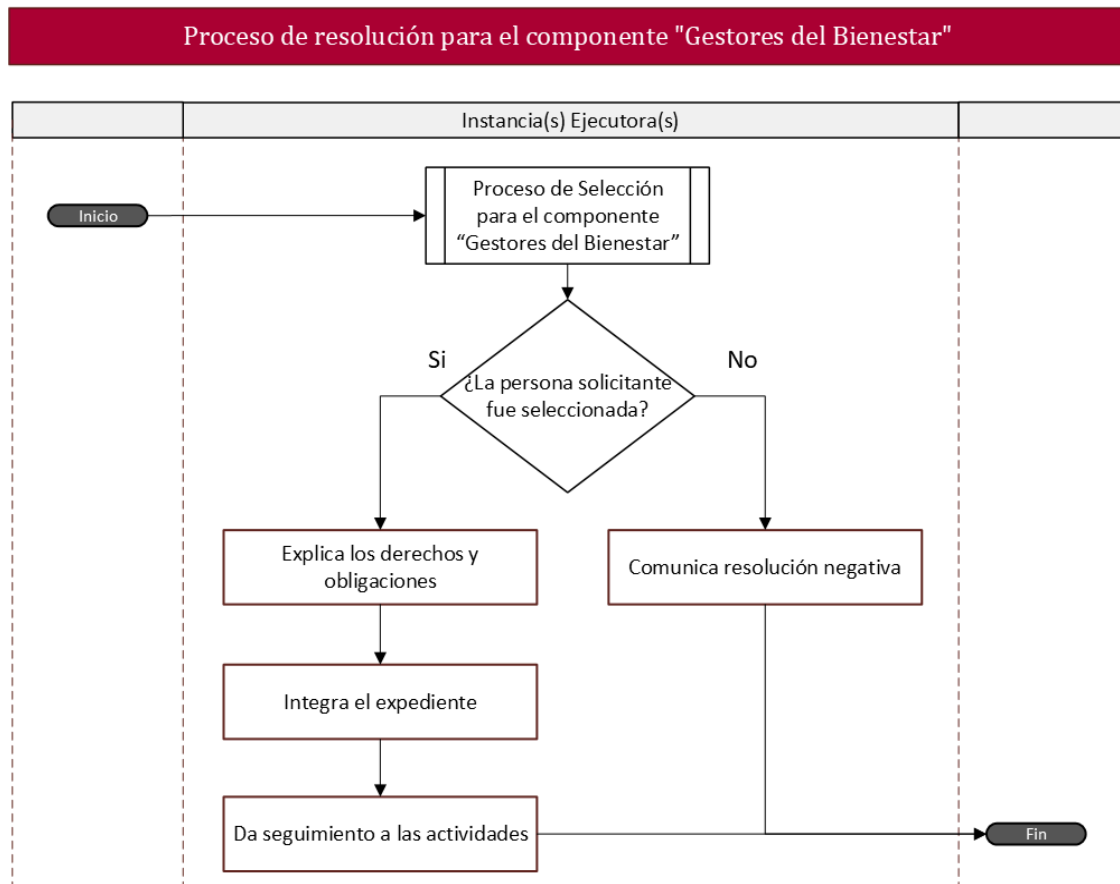 Proceso de resolución para el componente "Gestores del Bienestar"
Instancia(s) Ejecutora(s)
Inicio
Proceso de Selección
para el componente
“Gestores del Bienestar”
Si
No
¿La persona solicitante
fue seleccionada?
Explica los derechos y
obligaciones
Comunica resolución negativa
Integra el expediente
Da seguimiento a las actividades
Fin